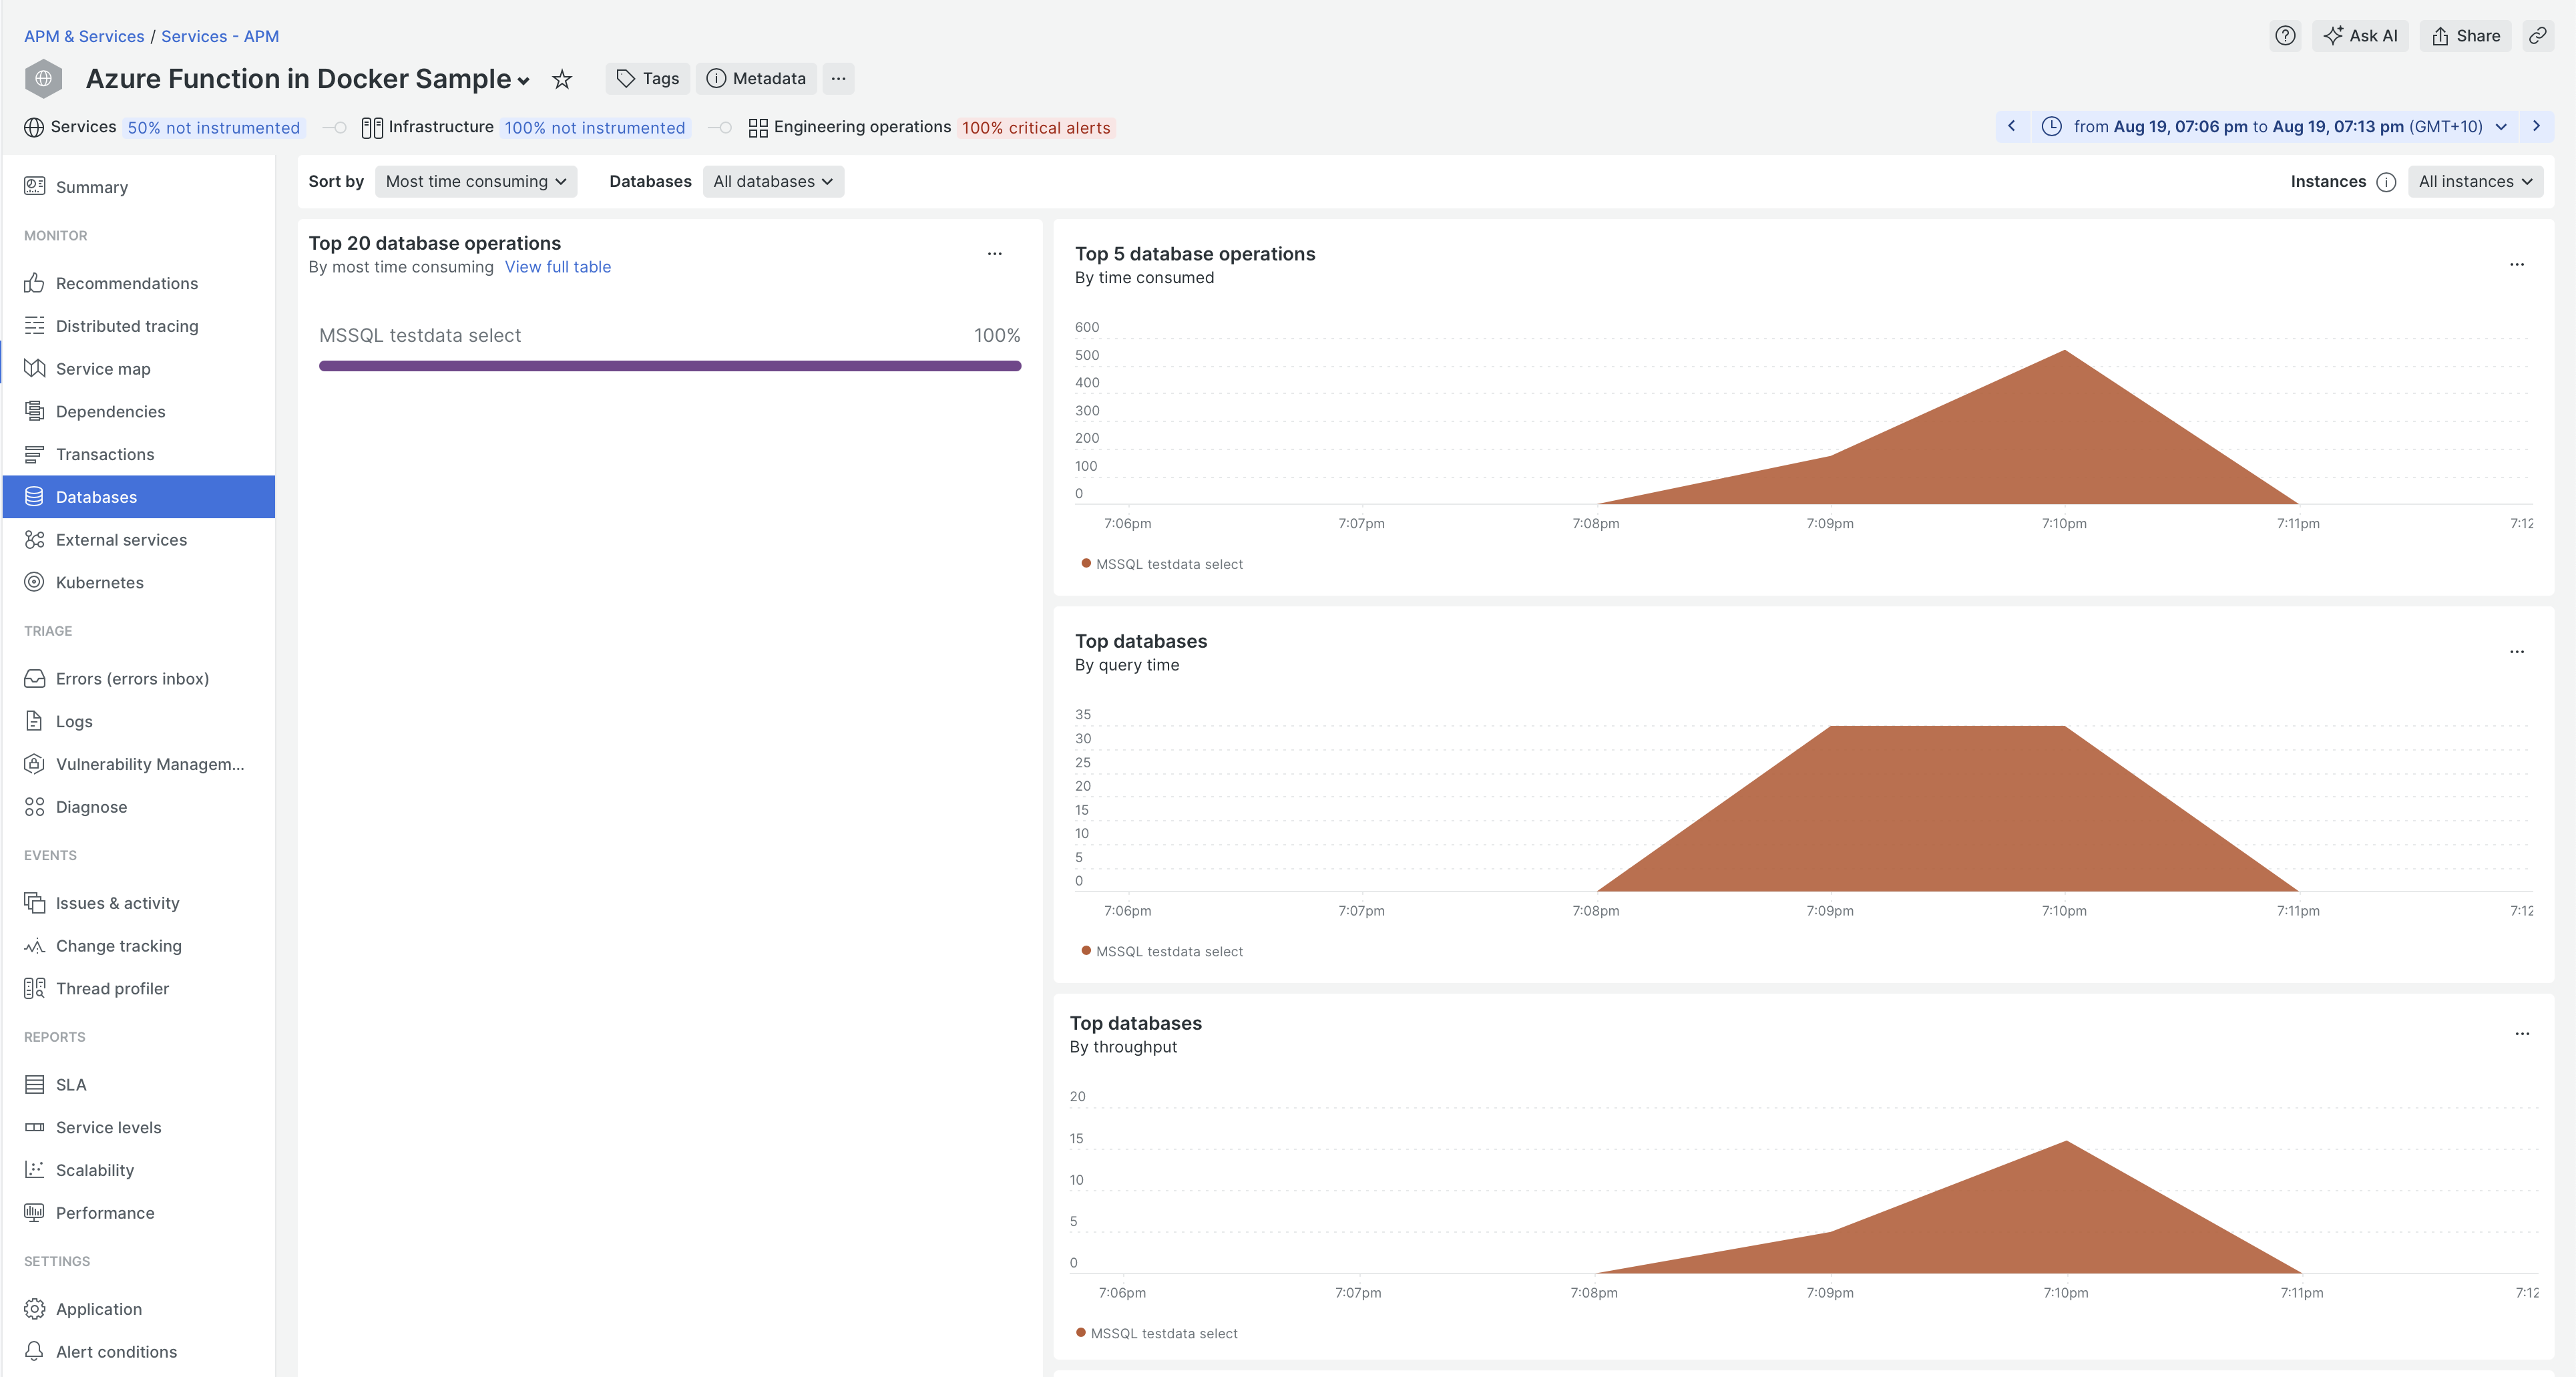 APM & Services / Services - APM
Ask AI
Share
Azure Function in Docker Sample
Tags
Metadata
Services 50% not instrumented
Infrastructure 100% not instrumented
Engineering operations 100% critical alerts
from Aug 19, 07:06 pm to Aug 19, 07:13 pm (GMT+10)
Summary
MONITOR
Recommendations
Distributed tracing
Service map
Dependencies
Transactions
Databases
External services
Kubernetes
TRIAGE
Errors (errors inbox)
Logs
Vulnerability Managem...
Diagnose
EVENTS
Issues & activity
Change tracking
Thread profiler
REPORTS
SLA
Service levels
Scalability
Performance
SETTINGS
Application
Alert conditions
Sort by Most time consuming
Databases All databases
Instances All instances
Top 20 database operations
By most time consuming View full table
MSSQL testdata select 100%
Top 5 database operations
By time consumed
600
500
400
300
200
100
0
7:06pm 7:07pm 7:08pm 7:09pm 7:10pm 7:11pm 7:12
MSSQL testdata select
Top databases
By query time
35
30
25
20
15
10
5
0
7:06pm 7:07pm 7:08pm 7:09pm 7:10pm 7:11pm 7:12
MSSQL testdata select
Top databases
By throughput
20
15
10
5
0
7:06pm 7:07pm 7:08pm 7:09pm 7:10pm 7:11pm 7:12
MSSQL testdata select